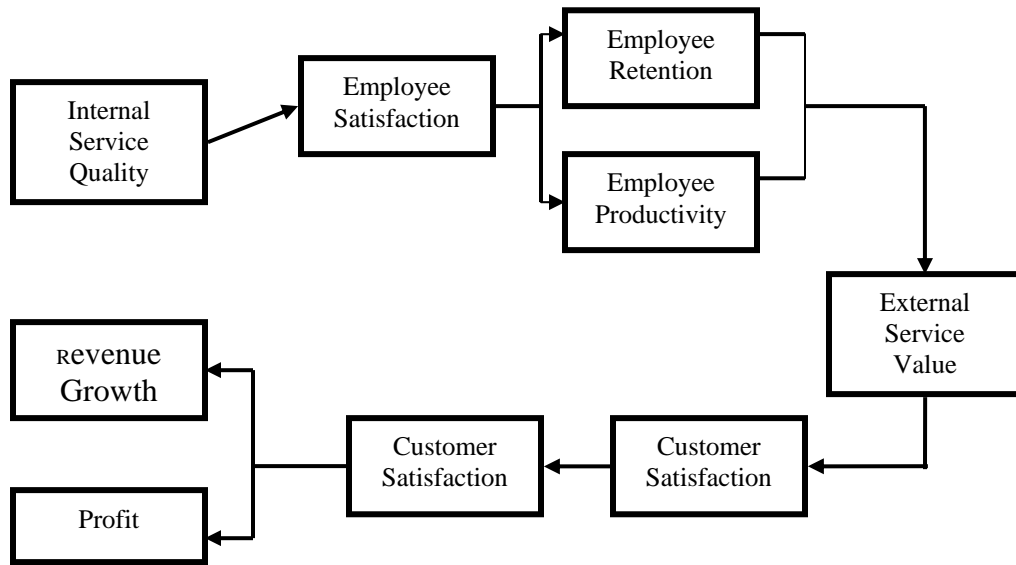 Internal
Service
Quality
Employee
Satisfaction
Employee
Retention
Employee
Productivity
External
Service
Value
Customer
Satisfaction
Customer
Satisfaction
Revenue
Growth
Profit